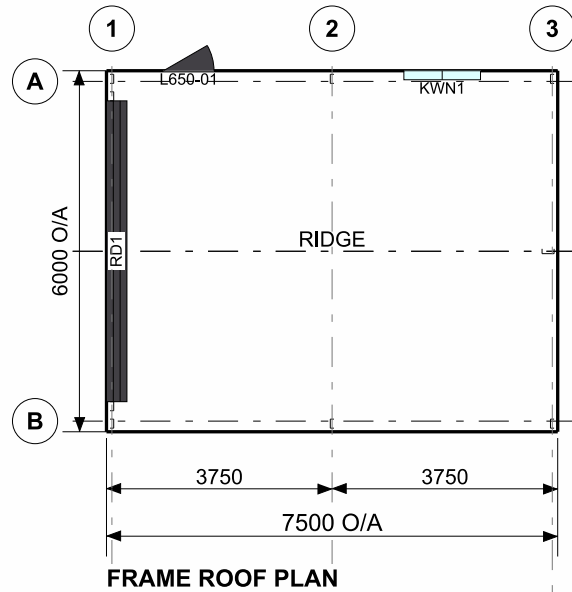 1
2
3
A
L650-01
KWN1
RD1
RIDGE
6000 O/A
B
3750
3750
7500 O/A
FRAME ROOF PLAN